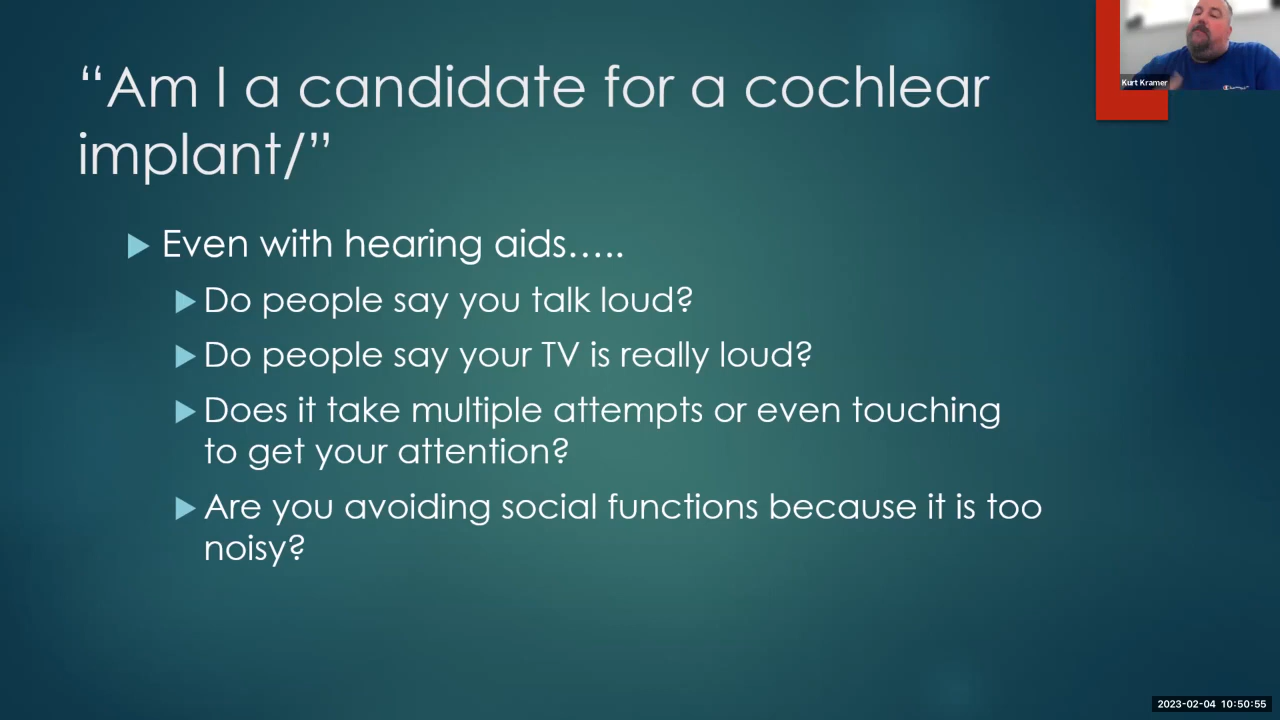 “Am I a candidate for a cochlear
implant/”
Even with hearing aids.....
Do people say you talk loud?
Do people say your TV is really loud?
Does it take multiple attempts or even touching
to get your attention?
Are you avoiding social functions because it is too
noisy?
Kurt Kramer
2023-02-04 10:50:55